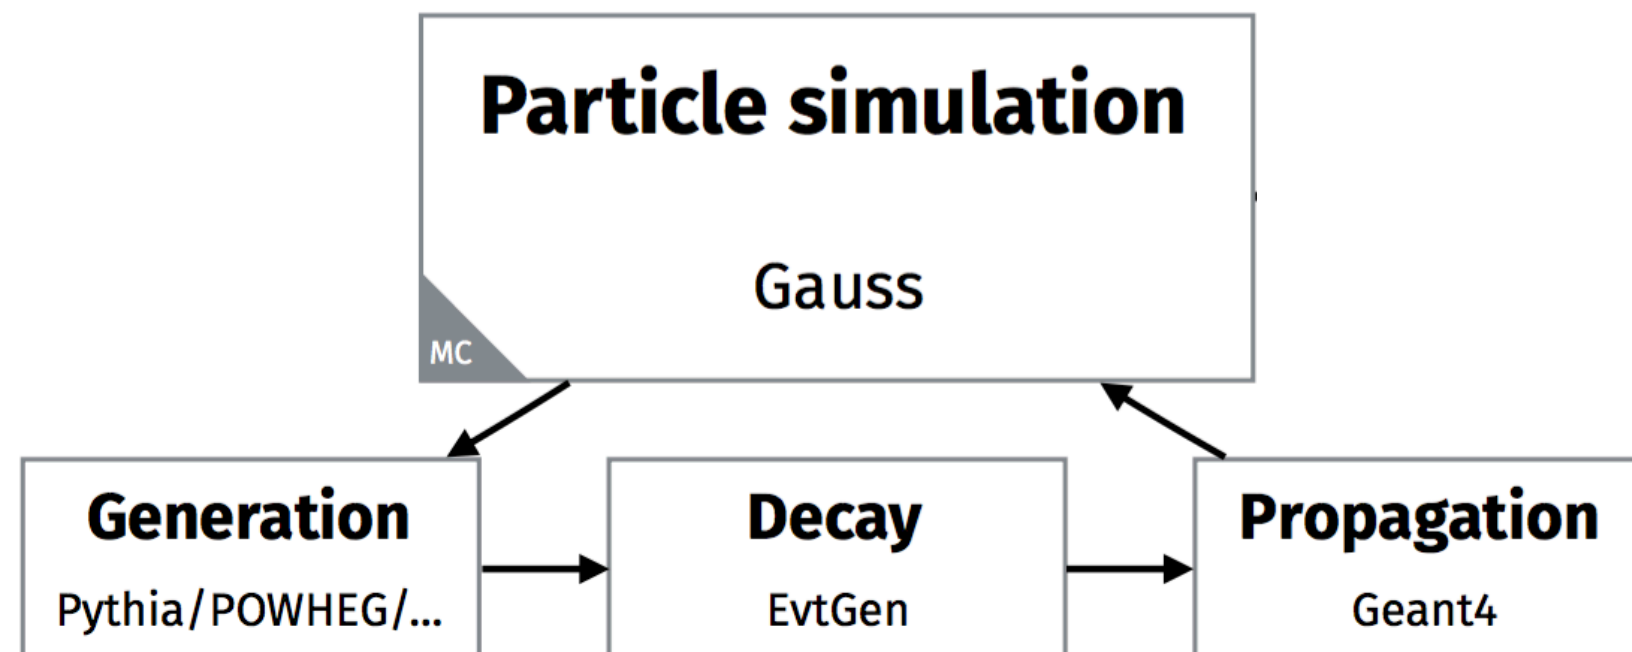 Particle simulation
Gauss
MC
Generation
Pythia/POWHEG/...
Decay
EvtGen
Propagation
Geant4